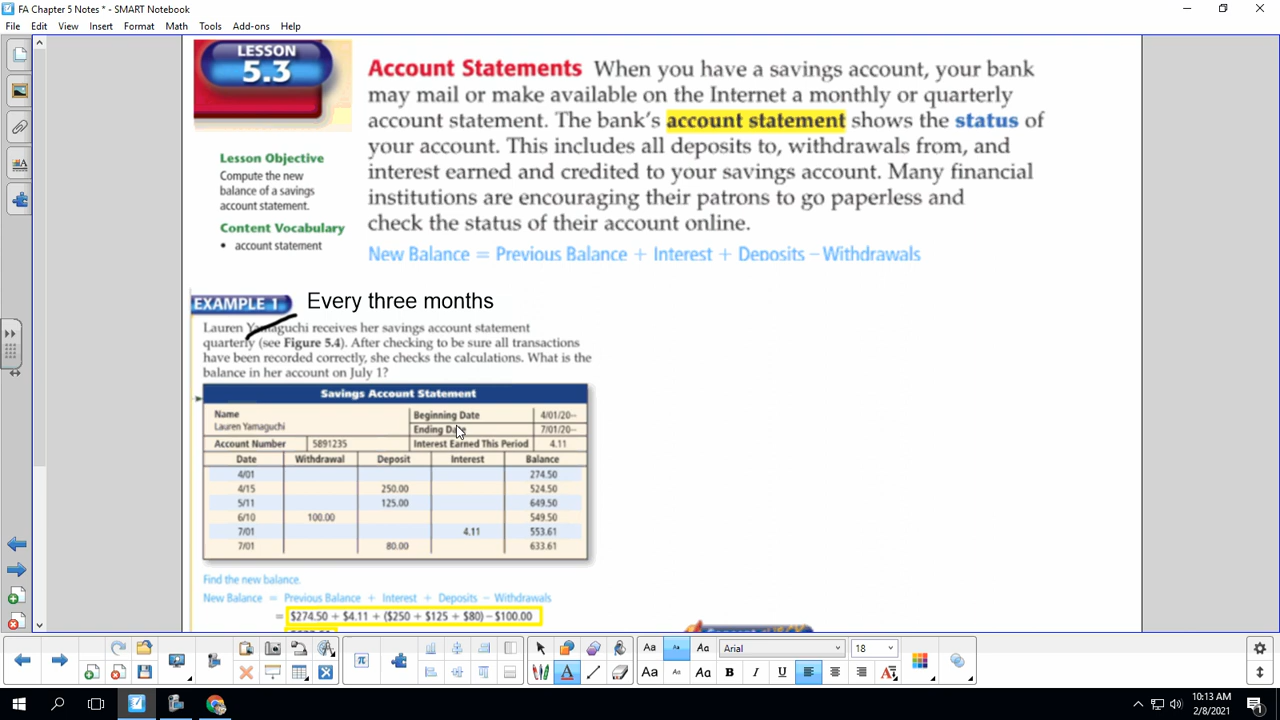 FA Chapter 5 Notes * - SMART Notebook
File Edit View Insert Format Math Tools Add-ons Help
LESSON
5.3
Lesson Objective
Compute the new
balance of a savings
account statement.
Content Vocabulary
• account statement
Account Statements When you have a savings account, your bank
may mail or make available on the Internet a monthly or quarterly
account statement. The bank's account statement shows the status of
your account. This includes all deposits to, withdrawals from, and
interest earned and credited to your savings account. Many financial
institutions are encouraging their patrons to go paperless and
check the status of their account online.
New Balance = Previous Balance + Interest + Deposits – Withdrawals
EXAMPLE 1 Every three months
Lauren Yamaguchi receives her savings account statement
quarterly (see Figure 5.4). After checking to be sure all transactions
have been recorded correctly, she checks the calculations. What is the
balance in her account on July 1?
Savings Account Statement
Name Beginning Date 4/01/20--
Lauren Yamaguchi Ending Date 7/01/20--
Account Number 5891235 Interest Earned This Period 4.11
Date Withdrawal Deposit Interest Balance
4/01 274.50
4/15 250.00 524.50
5/11 125.00 649.50
6/10 100.00 549.50
7/01 4.11 553.61
7/01 80.00 633.61
Find the new balance.
New Balance = Previous Balance + Interest + Deposits – Withdrawals
= $274.50 + $4.11 + ($250 + $125 + $80) – $100.00
Aa Aa Aa Arial 18
Aa Aa Aa B I U
10:13 AM
2/8/2021